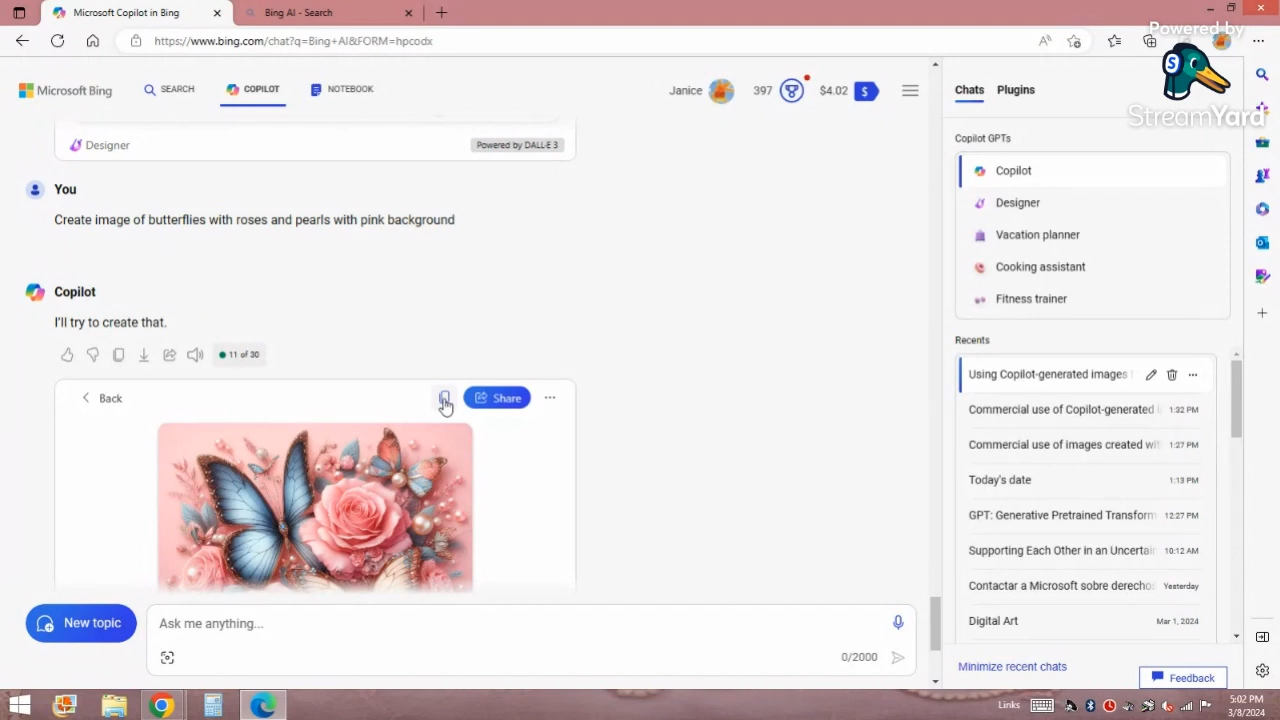 Microsoft Copilot in Bing
Bing AI - Search
https://www.bing.com/chat?q=Bing+AI&FORM=hpcodx
Powered by
StreamYard
Microsoft Bing
SEARCH
COPILOT
NOTEBOOK
Janice
397
$4.02
Chats
Plugins
Designer
Powered by DALL·E 3
You
Create image of butterflies with roses and pearls with pink background
Copilot
I'll try to create that.
11 of 30
Back
Share
New topic
Ask me anything...
0/2000
Copilot GPTs
Copilot
Designer
Vacation planner
Cooking assistant
Fitness trainer
Recents
Using Copilot-generated images
Commercial use of Copilot-generated 1:32 PM
Commercial use of images created wit 1:27 PM
Today's date 1:13 PM
GPT: Generative Pretrained Transform 12:27 PM
Supporting Each Other in an Uncertai 10:12 AM
Contactar a Microsoft sobre derecho Yesterday
Digital Art Mar 1, 2024
Minimize recent chats
Feedback
Links
5:02 PM
3/8/2024